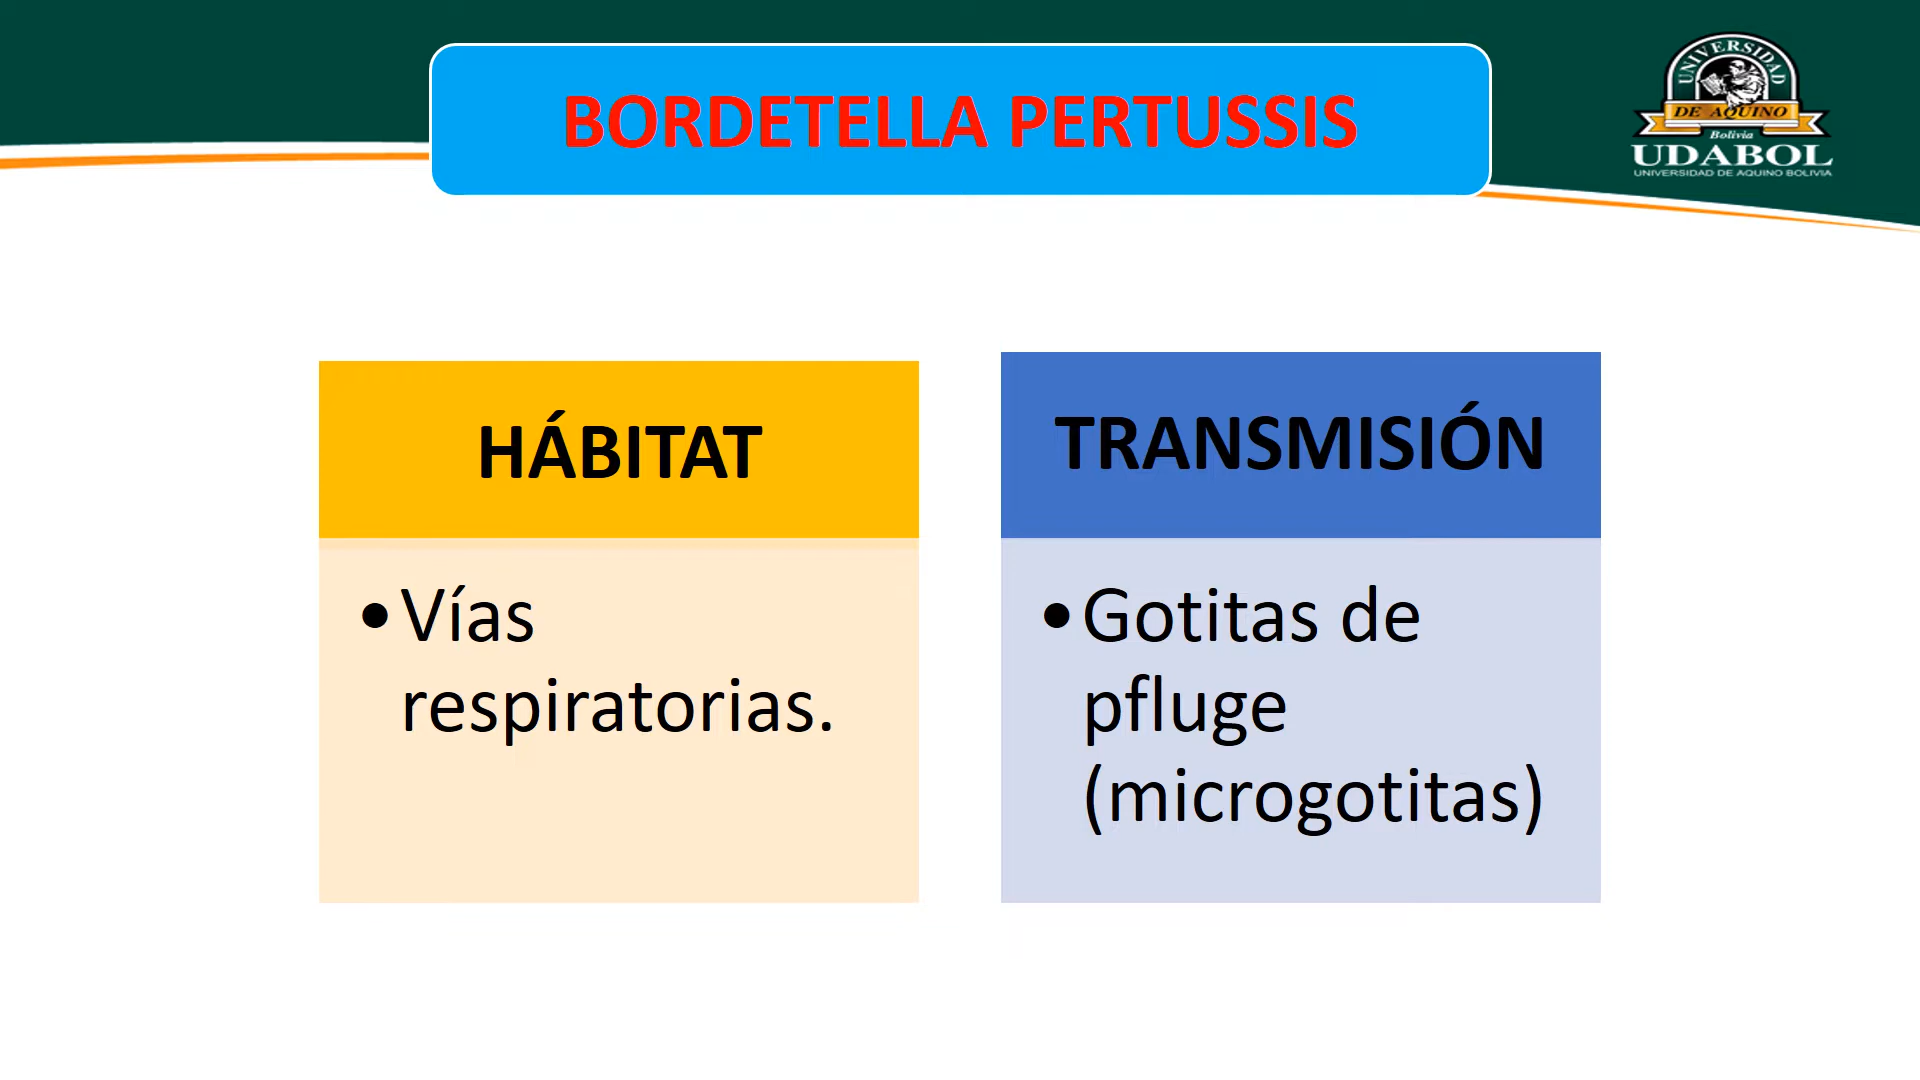 BORDETELLA PERTUSSIS
UNIVERSIDAD
DE AQUINO
Bolivia
UDABOL
UNIVERSIDAD DE AQUINO BOLIVIA
HÁBITAT
•Vías
respiratorias.
TRANSMISIÓN
•Gotitas de
pfluge
(microgotitas)